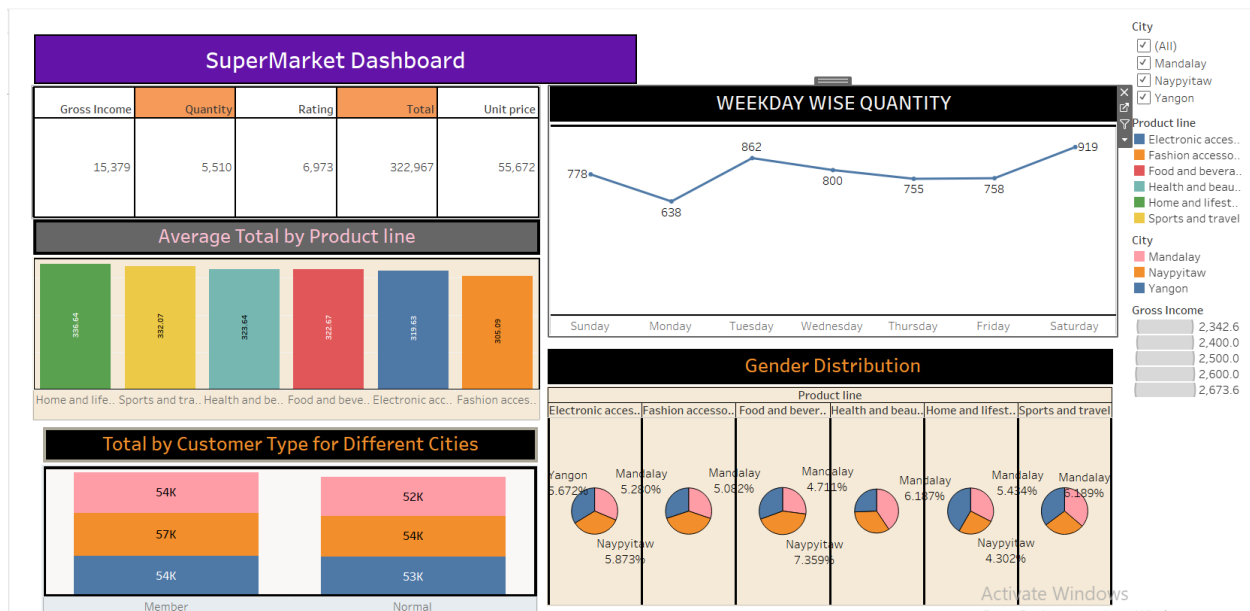 SuperMarket Dashboard
Gross Income Quantity Rating Total Unit price
15,379 5,510 6,973 322,967 55,672
Average Total by Product line
336.64 332.07 323.64 322.67 319.63 305.09
Home and life.. Sports and tra.. Health and be.. Food and beve.. Electronic acc.. Fashion acces..
Total by Customer Type for Different Cities
54K 52K
57K 54K
54K 53K
Member Normal
WEEKDAY WISE QUANTITY
778 638 862 800 755 758 919
Sunday Monday Tuesday Wednesday Thursday Friday Saturday
Gender Distribution
Product line
Electronic acces.. Fashion accesso.. Food and bever.. Health and beau.. Home and lifest.. Sports and travel
Yangon Mandalay Mandalay Mandalay Mandalay Mandalay
5.672% 5.280% 5.082% 4.711% 6.187% 5.434% 5.189%
Naypyitaw Naypyitaw Naypyitaw
5.873% 7.359% 4.302%
City
(All)
Mandalay
Naypyitaw
Yangon
Product line
Electronic acces..
Fashion accesso..
Food and bevera..
Health and beau..
Home and lifest..
Sports and travel
City
Mandalay
Naypyitaw
Yangon
Gross Income
2,342.6
2,400.0
2,500.0
2,600.0
2,673.6
Activate Windows